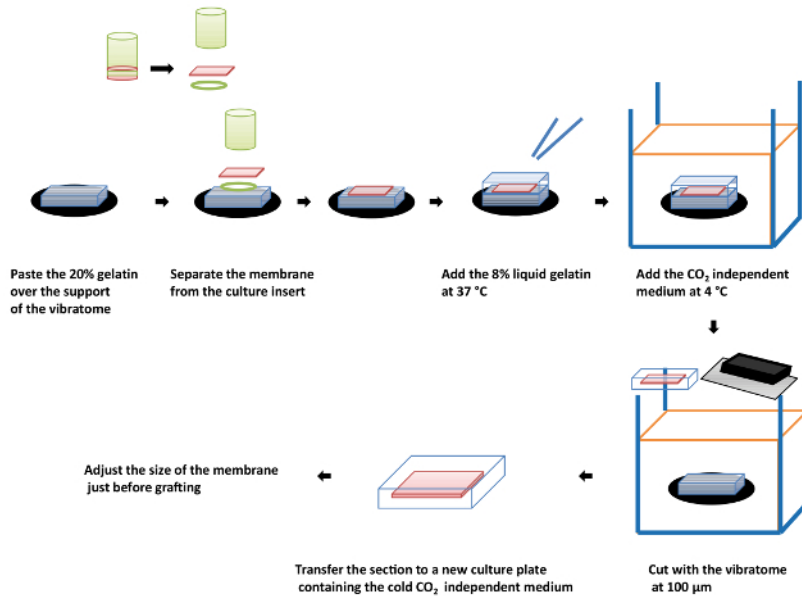 Paste the 20% gelatin
over the support
of the vibratome
Separate the membrane
from the culture insert
Add the 8% liquid gelatin
at 37 °C
Add the CO₂ independent
medium at 4 °C
Cut with the vibratome
at 100 µm
Transfer the section to a new culture plate
containing the cold CO₂ independent medium
Adjust the size of the membrane
just before grafting